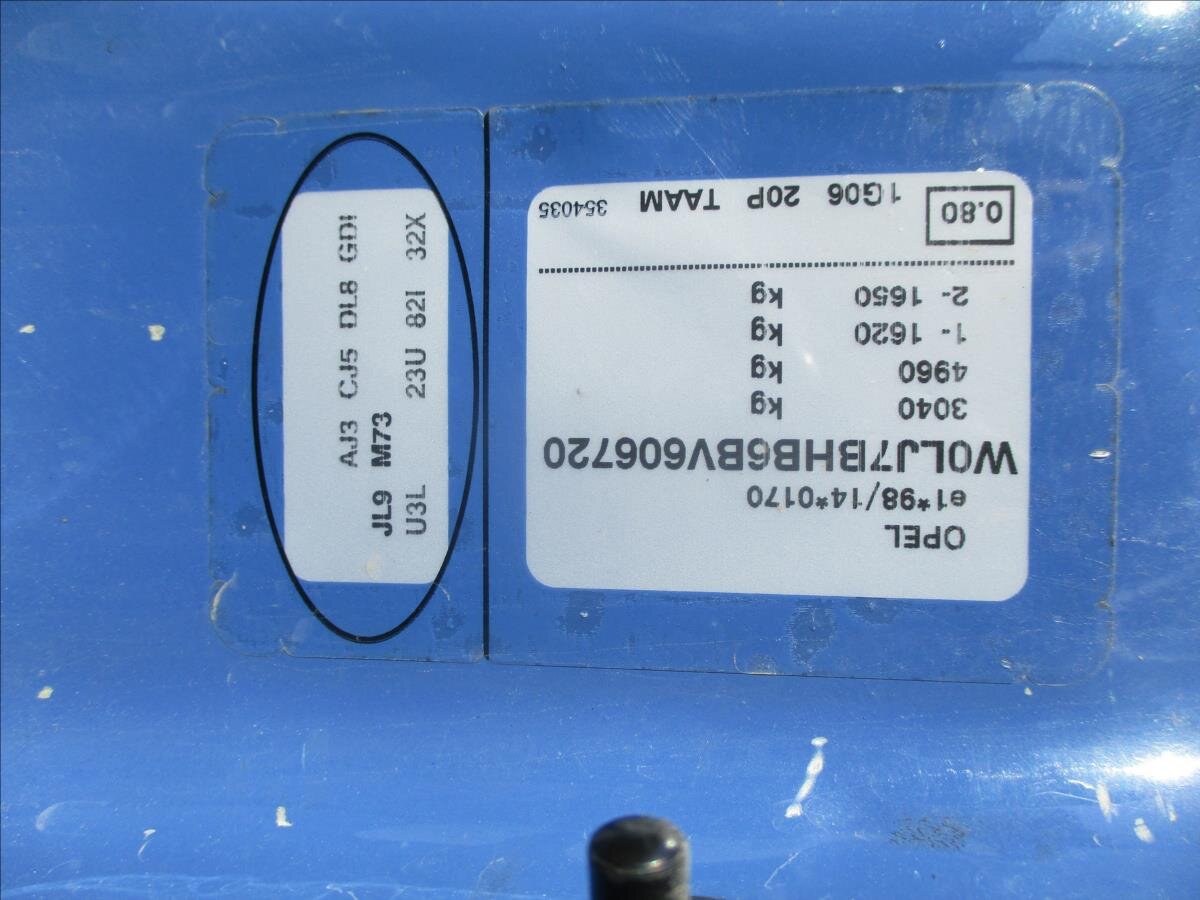 OPEL
e1*98/14*0170
W0LJ7BHB6BV606720
3040 kg
4960 kg
1- 1620 kg
2- 1650 kg
0.80 1G06 20P TAAM 354035
AJ3 CJ5 DL8 GDI
JL9 M73
U3L 23U 82I 32X